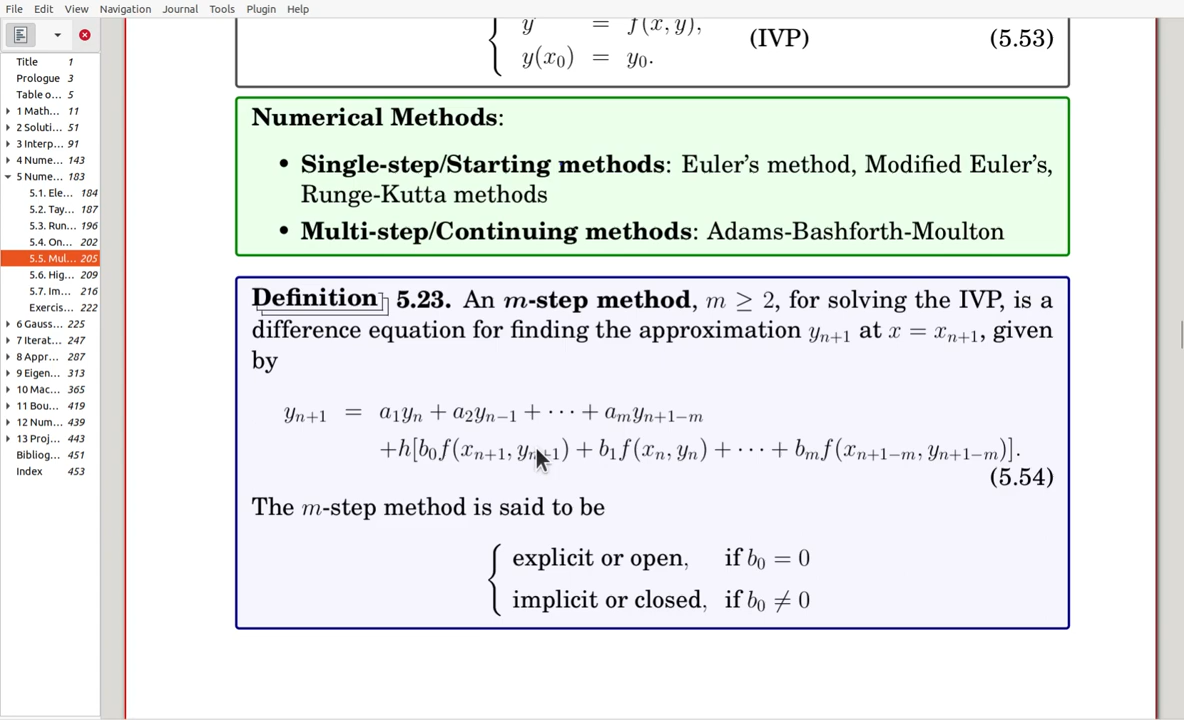 File Edit View Navigation Journal Tools Plugin Help
Title 1
Prologue 3
Table o... 5
1 Math... 11
2 Soluti... 51
3 Interp... 91
4 Nume... 143
5 Nume... 183
5.1. Ele... 184
5.2. Tay... 187
5.3. Run... 196
5.4. On... 202
5.5. Mul... 205
5.6. Hig... 209
5.7. Im... 216
Exercis... 222
6 Gauss... 225
7 Iterat... 247
8 Appr... 287
9 Eigen... 313
10 Mac... 365
11 Bou... 419
12 Num... 439
13 Proj... 443
Bibliog... 451
Index 453
y = f(x, y),
(IVP) (5.53)
y(x₀) = y₀.
Numerical Methods:
• Single-step/Starting methods: Euler's method, Modified Euler's,
Runge-Kutta methods
• Multi-step/Continuing methods: Adams-Bashforth-Moulton
Definition 5.23. An m-step method, m ≥ 2, for solving the IVP, is a
difference equation for finding the approximation yₙ₊₁ at x = xₙ₊₁, given
by
yₙ₊₁ = a₁yₙ + a₂yₙ₋₁ + ⋯ + aₘyₙ₊₁₋ₘ
+h[b₀f(xₙ₊₁, yₙ₊₁) + b₁f(xₙ, yₙ) + ⋯ + bₘf(xₙ₊₁₋ₘ, yₙ₊₁₋ₘ)].
(5.54)
The m-step method is said to be
explicit or open, if b₀ = 0
implicit or closed, if b₀ ≠ 0